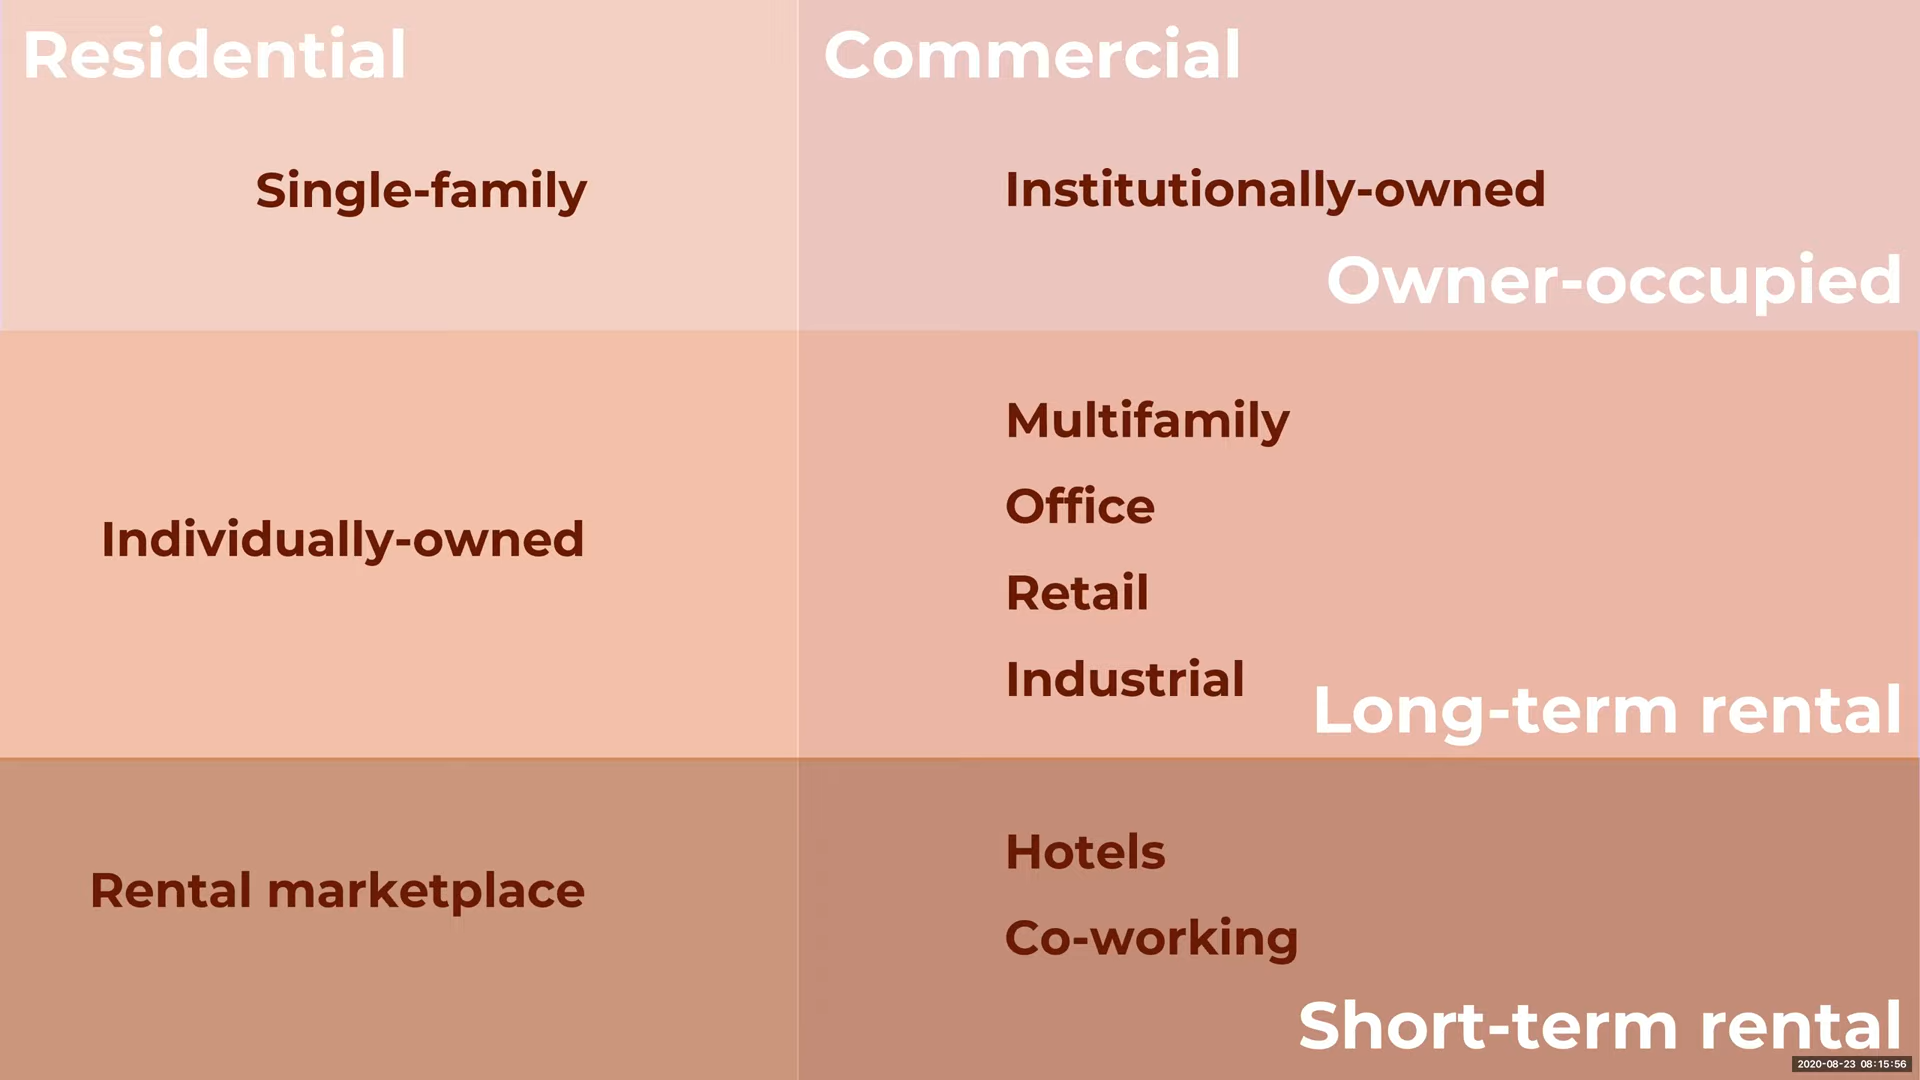 Residential
Commercial
Single-family
Institutionally-owned
Owner-occupied
Individually-owned
Multifamily
Office
Retail
Industrial
Long-term rental
Rental marketplace
Hotels
Co-working
Short-term rental
2020-08-23 08:15:56